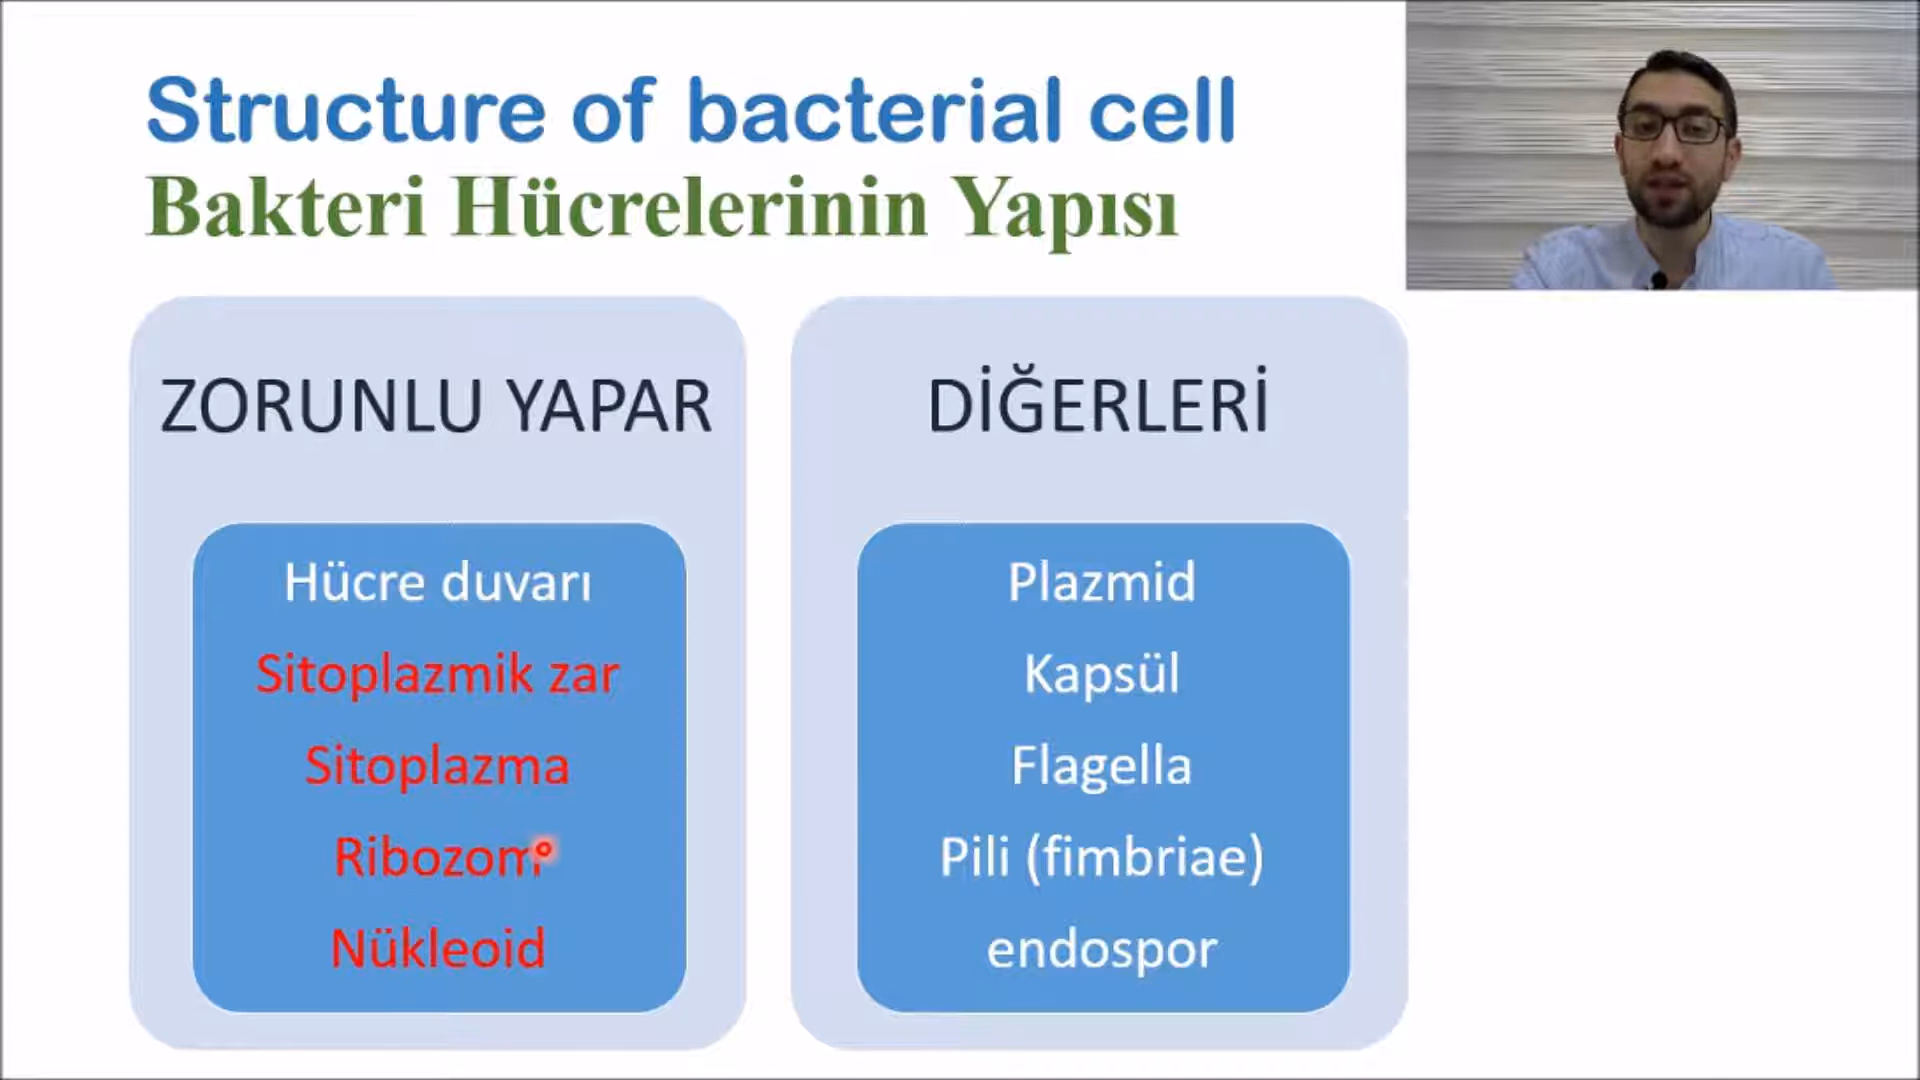 Structure of bacterial cell
Bakteri Hücrelerinin Yapısı
ZORUNLU YAPAR
Hücre duvarı
Sitoplazmik zar
Sitoplazma
Ribozom
Nükleoid
DİĞERLERİ
Plazmid
Kapsül
Flagella
Pili (fimbriae)
endospor